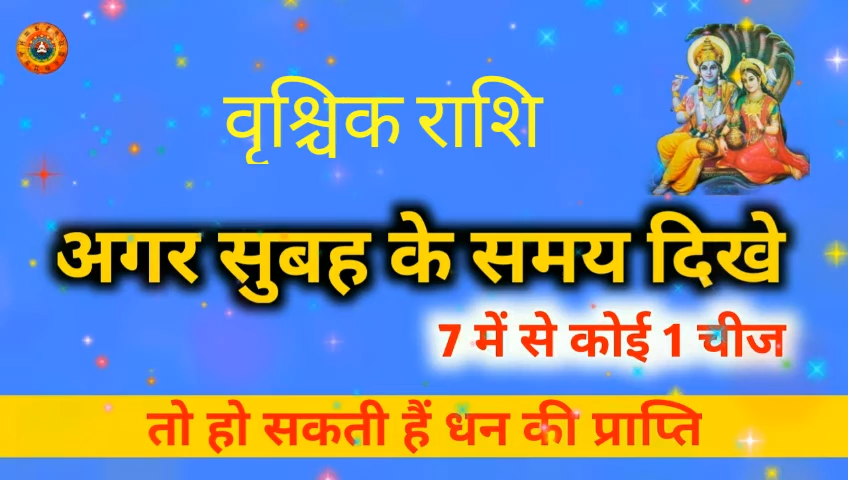 वृश्चिक राशि
अगर सुबह के समय दिखे
7 में से कोई 1 चीज
तो हो सकती हैं धन की प्राप्ति